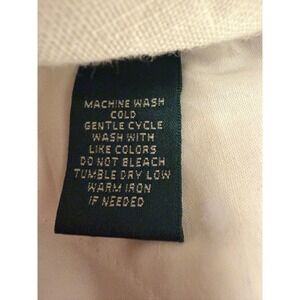 MACHINE WASH
COLD
GENTLE CYCLE
WASH WITH
LIKE COLORS
DO NOT BLEACH
TUMBLE DRY LOW
WARM IRON
IF NEEDED